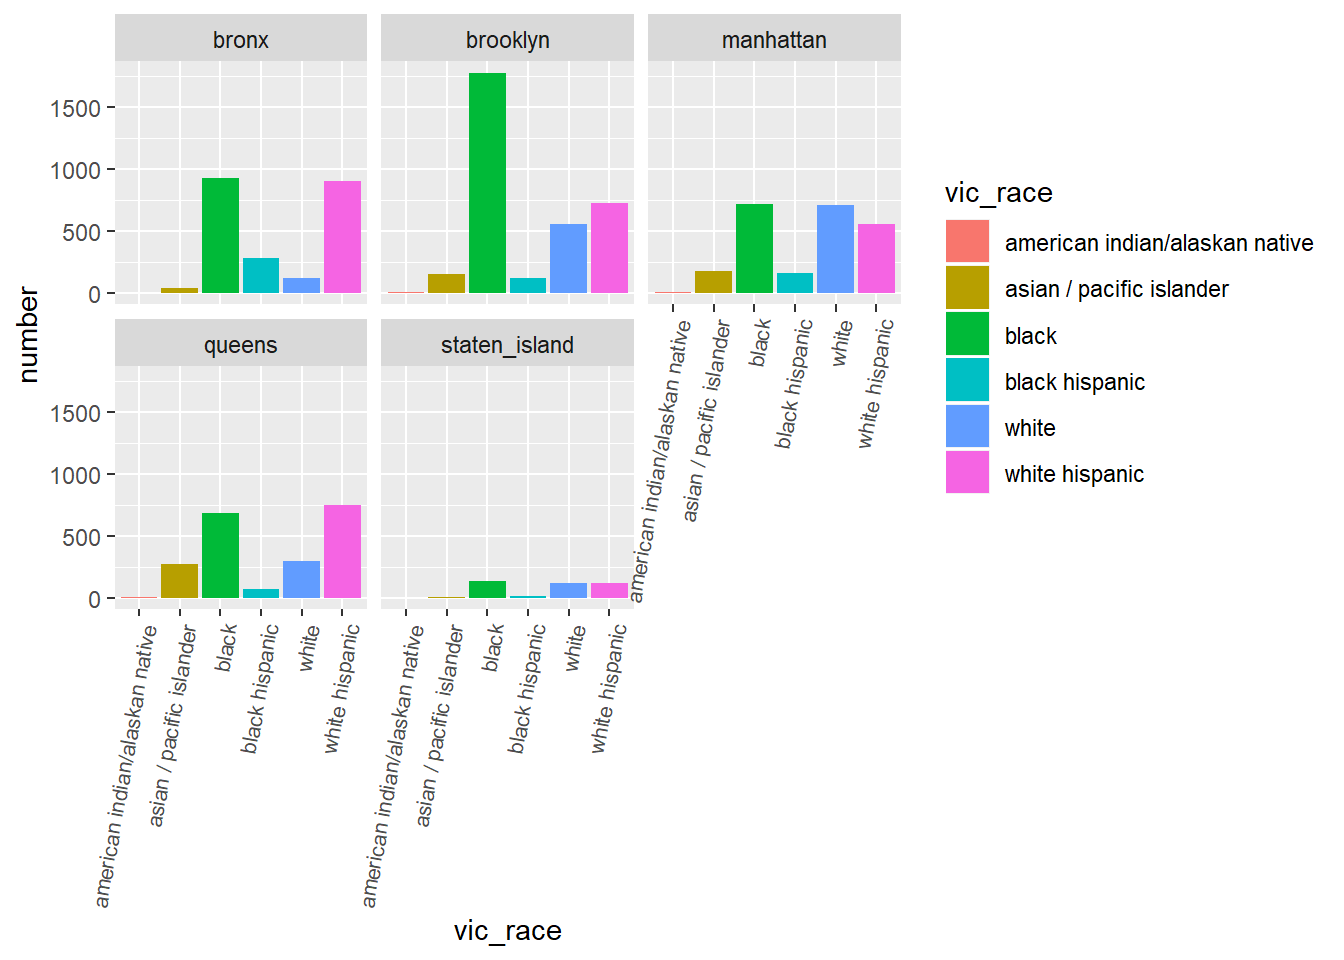 bronx
brooklyn
manhattan
1500
1000
500
0
queens
staten_island
1500
1000
500
0
number
american indian/alaskan native
asian / pacific islander
black
black hispanic
white
white hispanic
american indian/alaskan native
asian / pacific islander
black
black hispanic
white
white hispanic
american indian/alaskan native
asian / pacific islander
black
black hispanic
white
white hispanic
vic_race
vic_race
american indian/alaskan native
asian / pacific islander
black
black hispanic
white
white hispanic